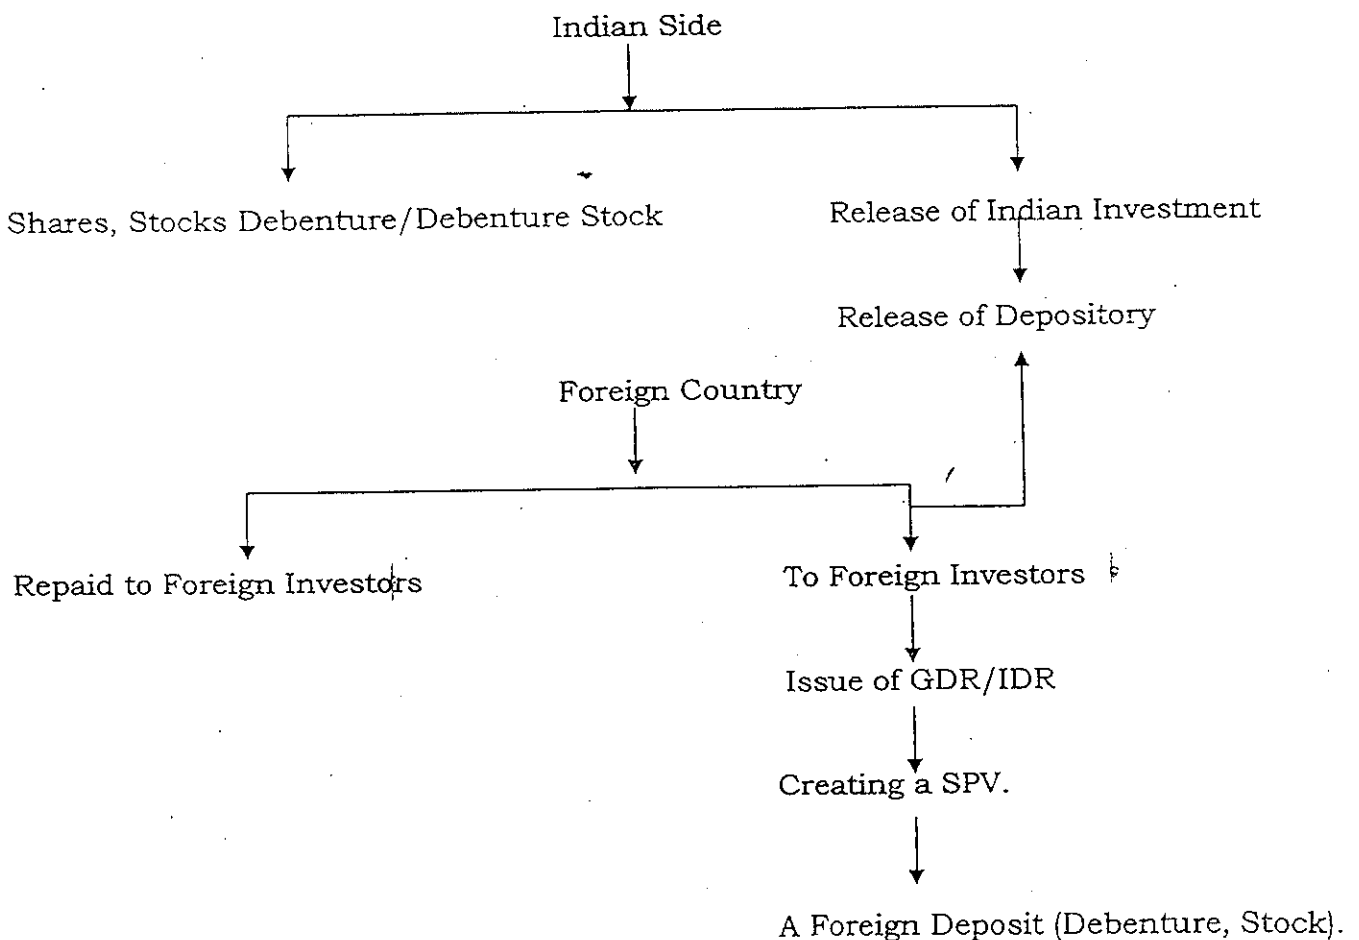 Indian Side
Shares, Stocks Debenture/Debenture Stock
Release of Indian Investment
Release of Depository
Foreign Country
Repaid to Foreign Investors
To Foreign Investors
Issue of GDR/IDR
Creating a SPV.
A Foreign Deposit (Debenture, Stock).